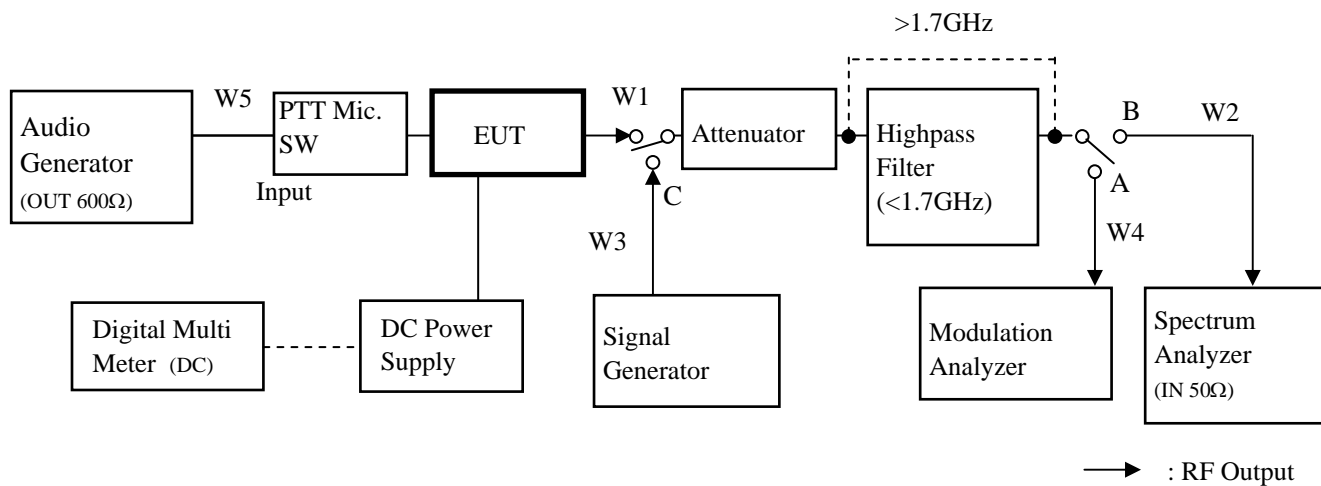 >1.7GHz
Audio
Generator
(OUT 600Ω)
W5
PTT Mic.
SW
Input
EUT
W1
C
Attenuator
Highpass
Filter
(<1.7GHz)
B
A
W2
W3
W4
Digital Multi
Meter (DC)
DC Power
Supply
Signal
Generator
Modulation
Analyzer
Spectrum
Analyzer
(IN 50Ω)
: RF Output